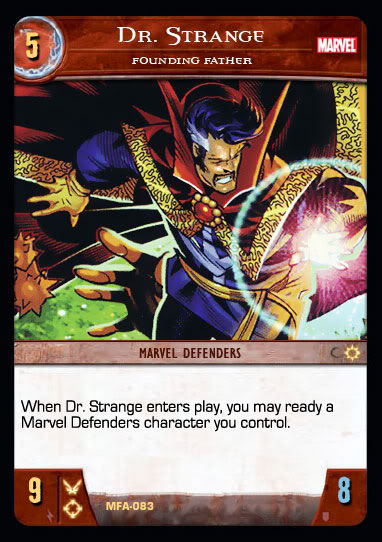 5
Dr. Strange
Founding Father
MARVEL
MARVEL DEFENDERS
C
When Dr. Strange enters play, you may ready a
Marvel Defenders character you control.
9
MFA-083
8